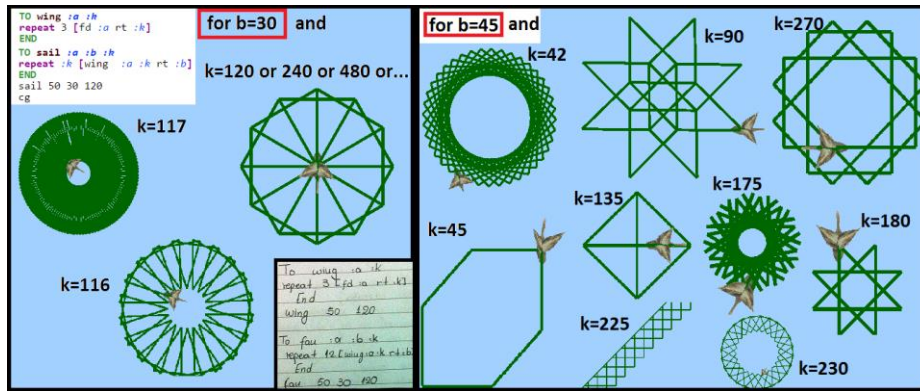 TO wing :a :k
repeat 3 [fd :a rt :k]
END
TO sail :a :b :k
repeat :k [wing :a :k rt :b]
END
sail 50 30 120
cg
for b=30 and
k=120 or 240 or 480 or...
k=117
k=116
To wing :a :k
repeat 3 [fd :a rt :k]
End
wing 50 120
To fau :a :b :k
repeat 12 [wing :a :k rt :b]
End
fau 50 30 120
for b=45 and
k=42
k=90
k=270
k=45
k=135
k=175
k=180
k=225
k=230